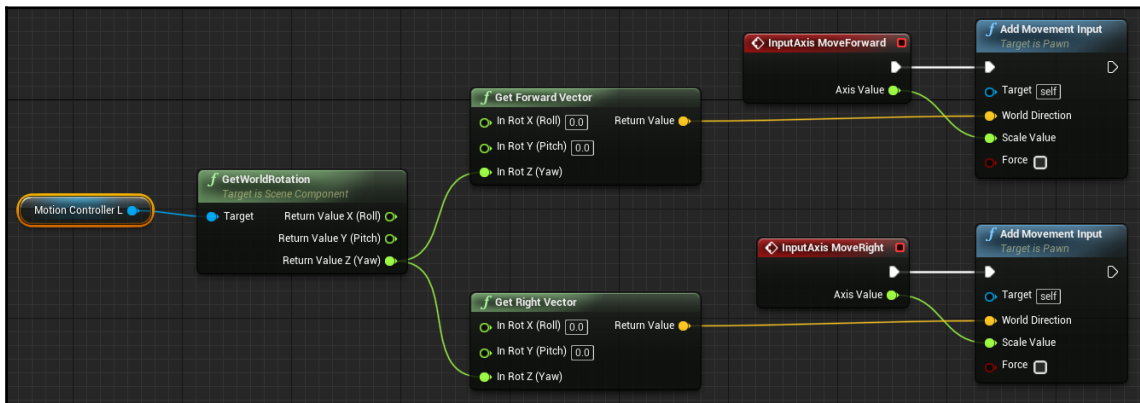 Motion Controller L
f GetWorldRotation
Target is Scene Component
Target Return Value X (Roll)
Return Value Y (Pitch)
Return Value Z (Yaw)
f Get Forward Vector
In Rot X (Roll) 0.0 Return Value
In Rot Y (Pitch) 0.0
In Rot Z (Yaw)
f Get Right Vector
In Rot X (Roll) 0.0 Return Value
In Rot Y (Pitch) 0.0
In Rot Z (Yaw)
InputAxis MoveForward
Axis Value
f Add Movement Input
Target is Pawn
Target self
World Direction
Scale Value
Force
InputAxis MoveRight
Axis Value
f Add Movement Input
Target is Pawn
Target self
World Direction
Scale Value
Force